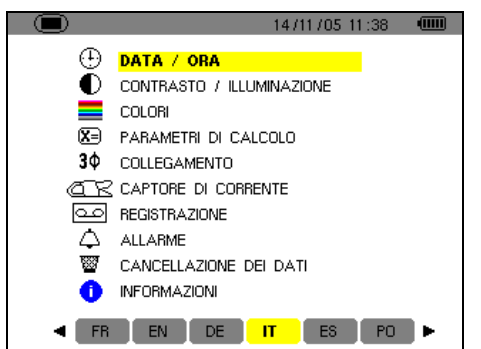 14/11/05 11:38
DATA / ORA
CONTRASTO / ILLUMINAZIONE
COLORI
X= PARAMETRI DI CALCOLO
3Φ COLLEGAMENTO
CAPTORE DI CORRENTE
REGISTRAZIONE
ALLARME
CANCELLAZIONE DEI DATI
i INFORMAZIONI
FR EN DE IT ES PO